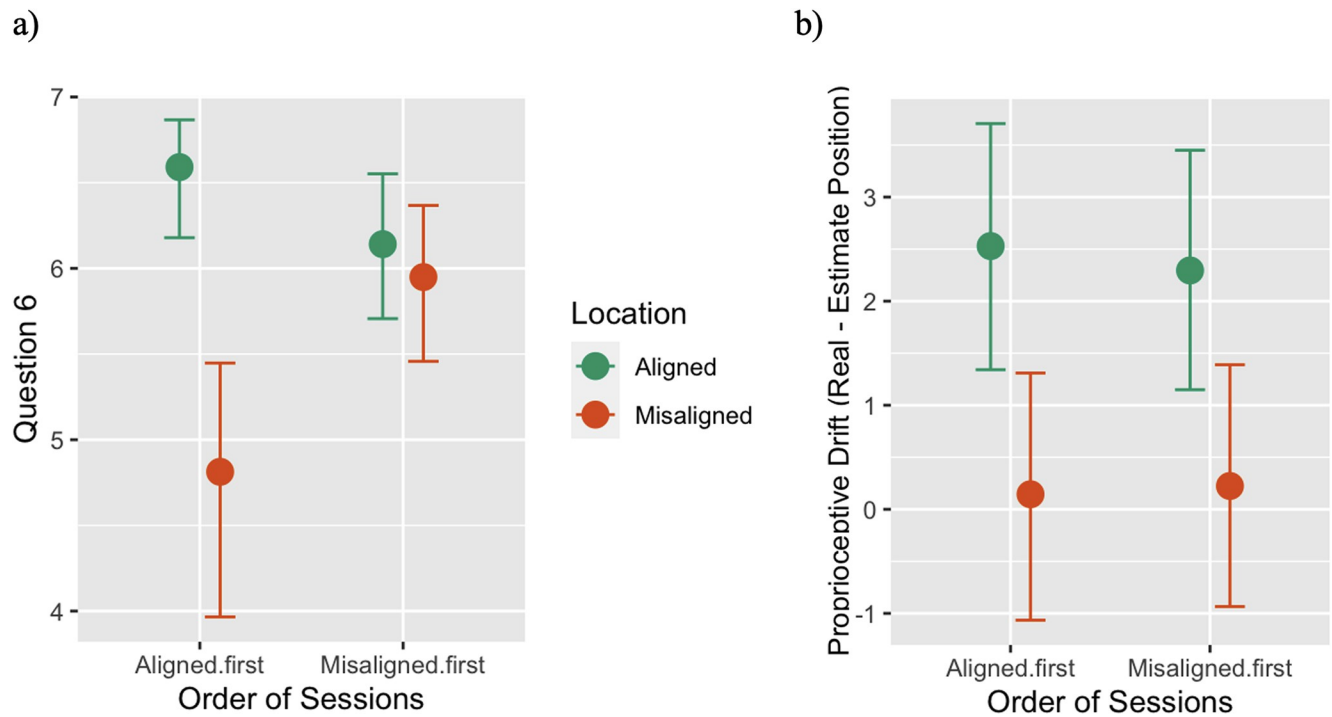 a)
Question 6
7
6
5
4
Aligned.first Misaligned.first
Order of Sessions
Location
Aligned
Misaligned
b)
Proprioceptive Drift (Real - Estimate Position)
3
2
1
0
-1
Aligned.first Misaligned.first
Order of Sessions